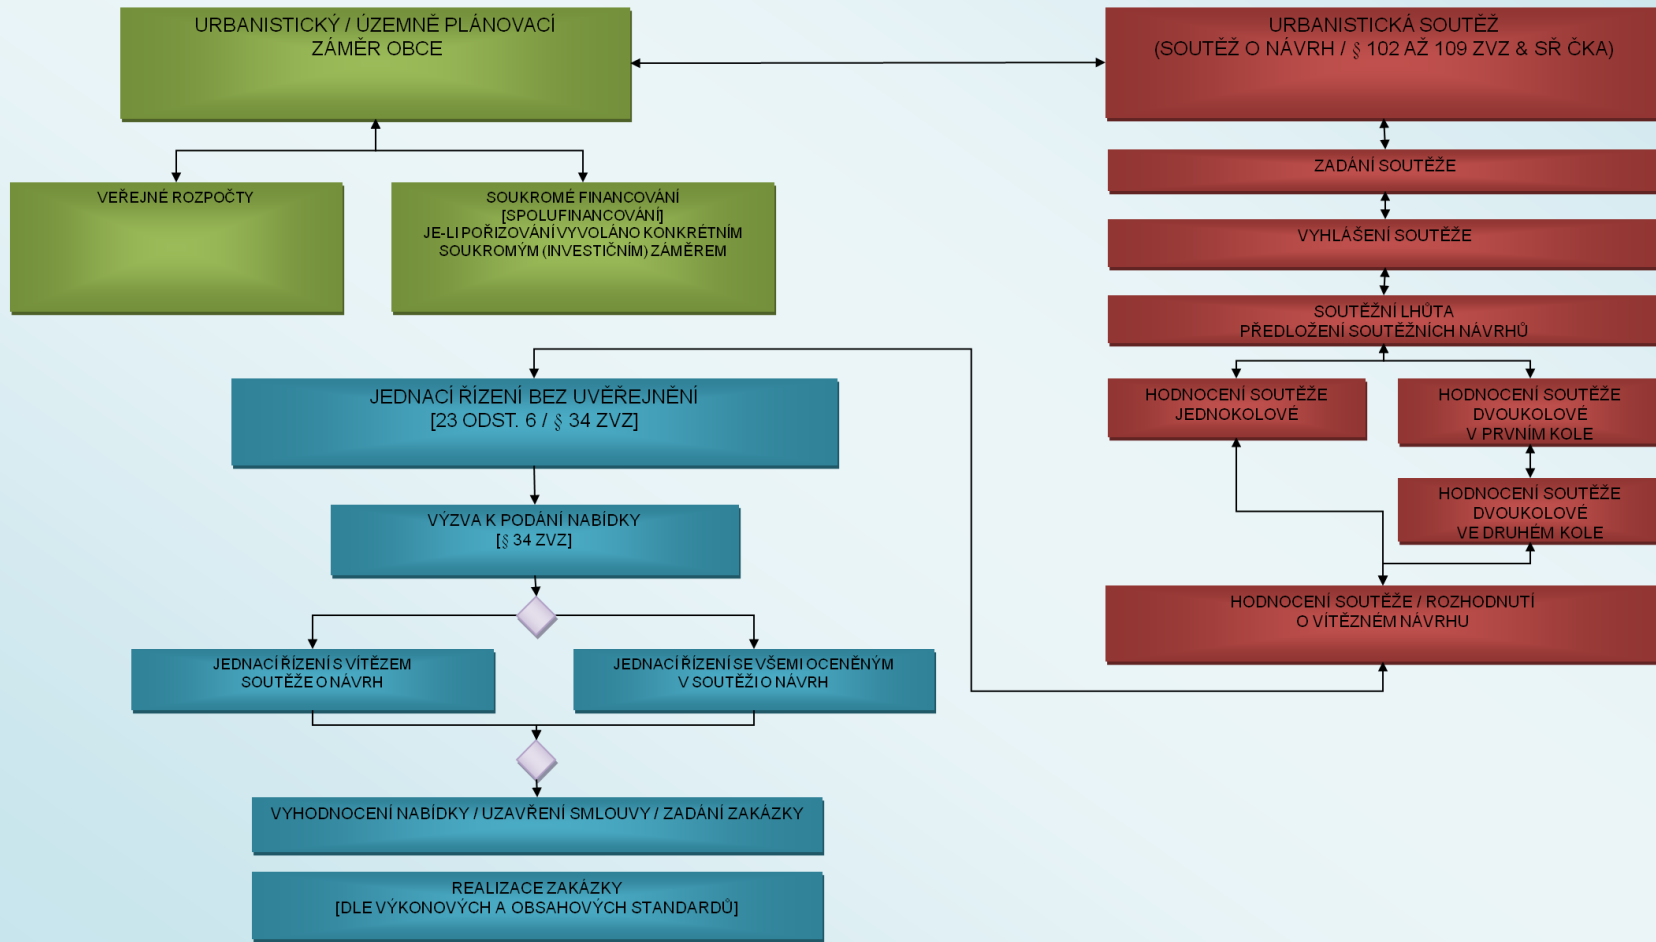 URBANISTICKÝ / ÚZEMNĚ PLÁNOVACÍ
ZÁMĚR OBCE
VEŘEJNÉ ROZPOČTY
SOUKROMÉ FINANCOVÁNÍ
[SPOLUFINANCOVÁNÍ]
JE-LI POŘIZOVÁNÍ VYVOLÁNO KONKRÉTNÍM
SOUKROMÝM (INVESTIČNÍM) ZÁMĚREM
URBANISTICKÁ SOUTĚŽ
(SOUTĚŽ O NÁVRH / § 102 AŽ 109 ZVZ & SŘ ČKA)
ZADÁNÍ SOUTĚŽE
VYHLÁŠENÍ SOUTĚŽE
SOUTĚŽNÍ LHŮTA
PŘEDLOŽENÍ SOUTĚŽNÍCH NÁVRHŮ
HODNOCENÍ SOUTĚŽE
JEDNOKOLOVÉ
HODNOCENÍ SOUTĚŽE
DVOUKOLOVÉ
V PRVNÍM KOLE
HODNOCENÍ SOUTĚŽE
DVOUKOLOVÉ
VE DRUHÉM KOLE
HODNOCENÍ SOUTĚŽE / ROZHODNUTÍ
O VÍTĚZNÉM NÁVRHU
JEDNACÍ ŘÍZENÍ BEZ UVĚŘEJNĚNÍ
[23 ODST. 6 / § 34 ZVZ]
VÝZVA K PODÁNÍ NABÍDKY
[§ 34 ZVZ]
JEDNACÍ ŘÍZENÍ S VÍTĚZEM
SOUTĚŽE O NÁVRH
JEDNACÍ ŘÍZENÍ SE VŠEMI OCENĚNÝM
V SOUTĚŽI O NÁVRH
VYHODNOCENÍ NABÍDKY / UZAVŘENÍ SMLOUVY / ZADÁNÍ ZAKÁZKY
REALIZACE ZAKÁZKY
[DLE VÝKONOVÝCH A OBSAHOVÝCH STANDARDŮ]